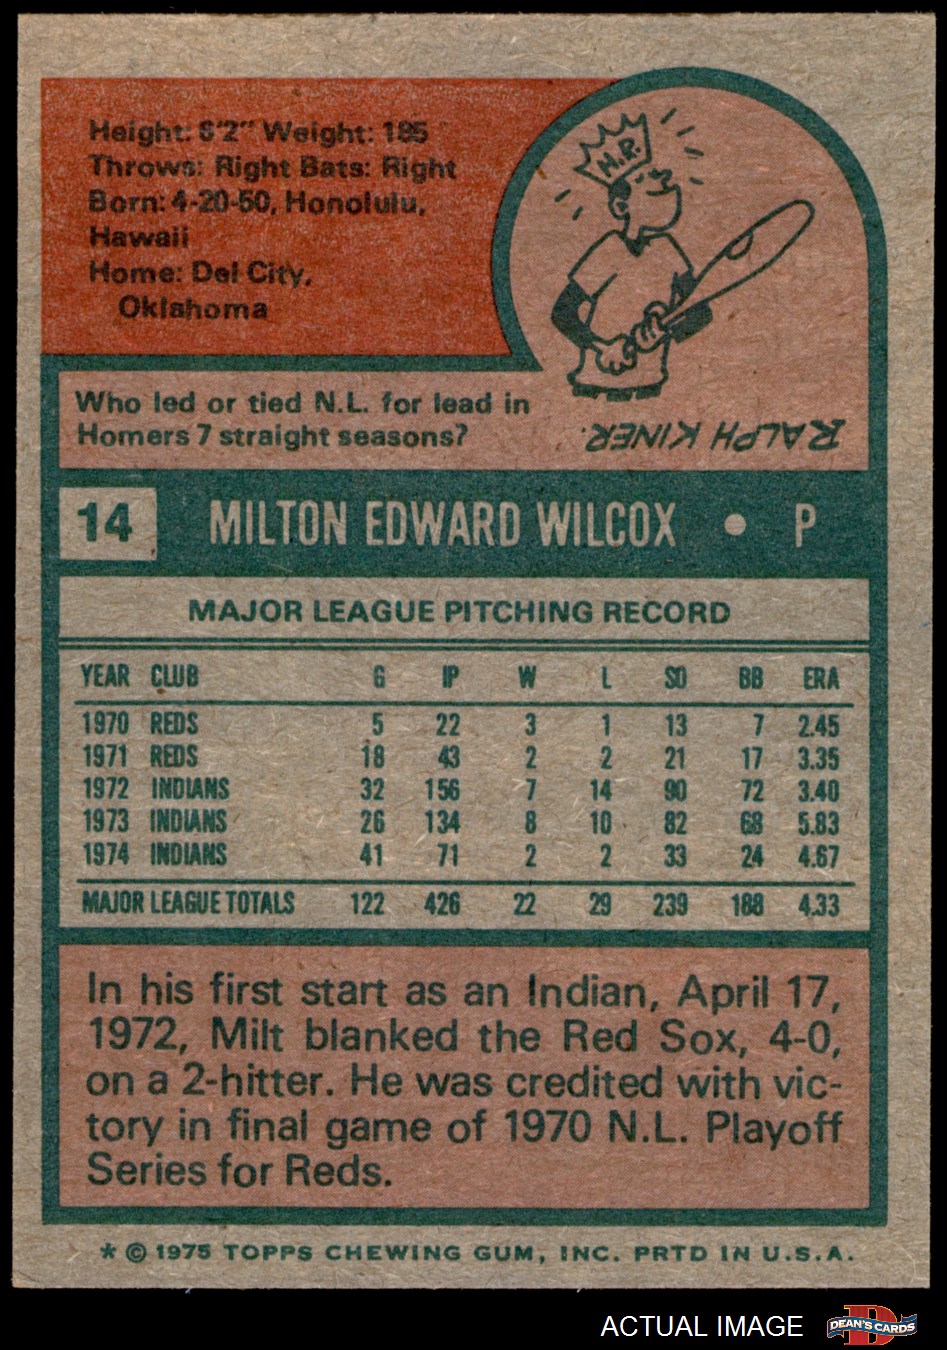 Height: 6'2" Weight: 185
Throws: Right Bats: Right
Born: 4-20-50, Honolulu,
Hawaii
Home: Del City,
Oklahoma
H.R.
Who led or tied N.L. for lead in
Homers 7 straight seasons?
RALPH KINER.
14 MILTON EDWARD WILCOX • P
MAJOR LEAGUE PITCHING RECORD
YEAR CLUB G IP W L SO BB ERA
1970 REDS 5 22 3 1 13 7 2.45
1971 REDS 18 43 2 2 21 17 3.35
1972 INDIANS 32 156 7 14 90 72 3.40
1973 INDIANS 26 134 8 10 82 68 5.83
1974 INDIANS 41 71 2 2 33 24 4.67
MAJOR LEAGUE TOTALS 122 426 22 29 239 188 4.33
In his first start as an Indian, April 17,
1972, Milt blanked the Red Sox, 4-0,
on a 2-hitter. He was credited with vic-
tory in final game of 1970 N.L. Playoff
Series for Reds.
* © 1975 TOPPS CHEWING GUM, INC. PRTD IN U.S.A.
ACTUAL IMAGE
D
DEAN'S CARDS